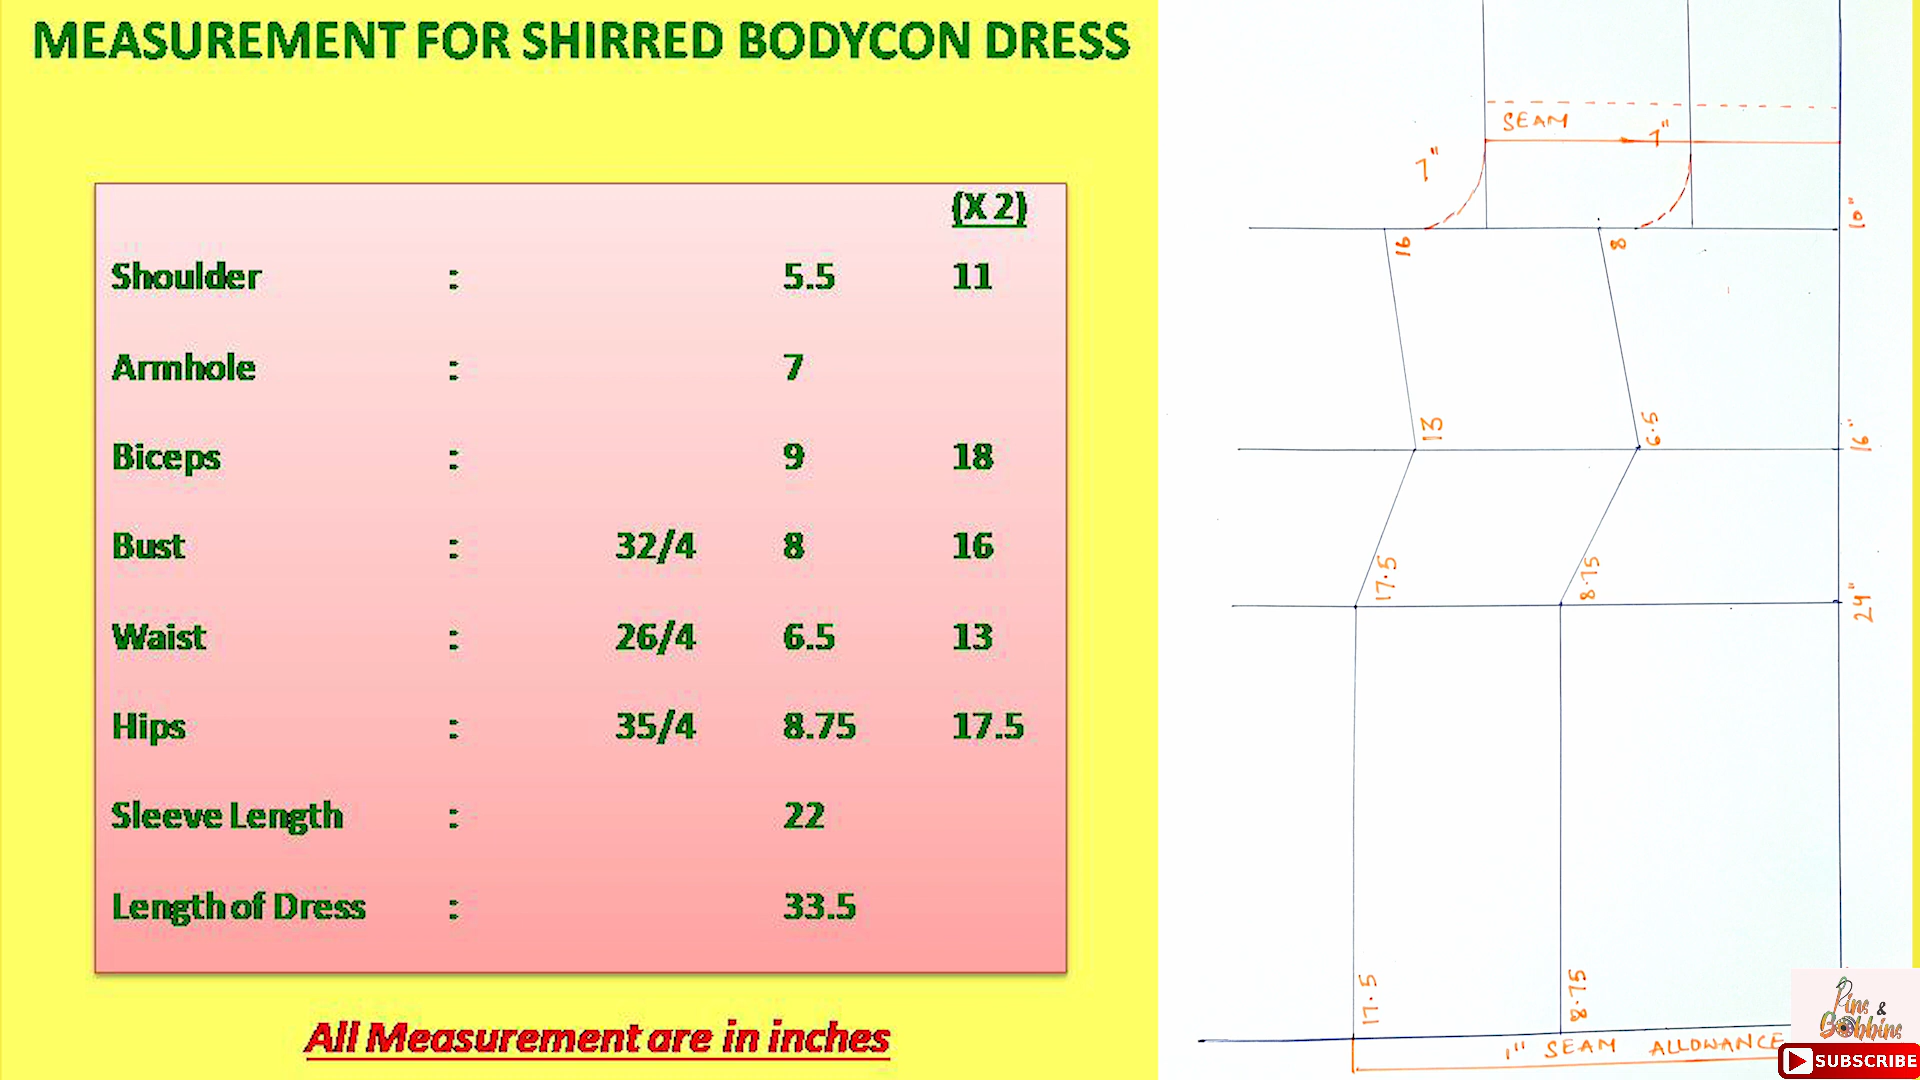 MEASUREMENT FOR SHIRRED BODYCON DRESS
(X 2)
Shoulder : 5.5 11
Armhole : 7
Biceps : 9 18
Bust : 32/4 8 16
Waist : 26/4 6.5 13
Hips : 35/4 8.75 17.5
Sleeve Length : 22
Length of Dress : 33.5
All Measurement are in inches
SEAM
7"
7"
10"
16
8
13
6.5
16"
17.5
8.75
24"
17.5
8.75
1" SEAM ALLOWANCE
Pins &
Bobbins
SUBSCRIBE